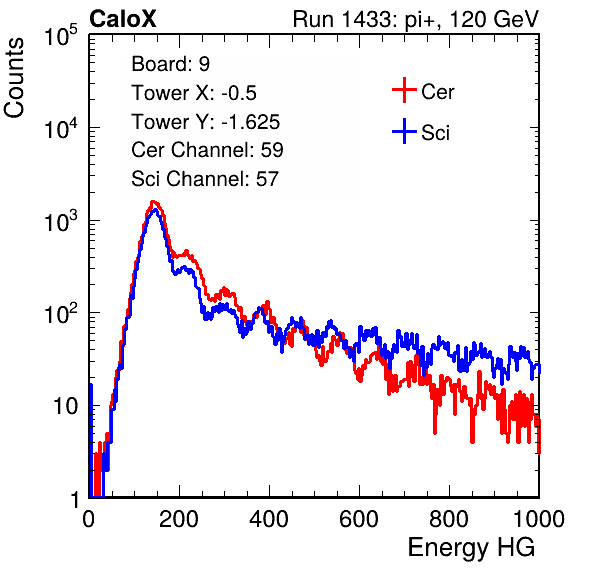 CaloX Run 1433: pi+, 120 GeV
Counts
Board: 9
Tower X: -0.5
Tower Y: -1.625
Cer Channel: 59
Sci Channel: 57
Cer
Sci
10^5
10^4
10^3
10^2
10
1
0 200 400 600 800 1000
Energy HG